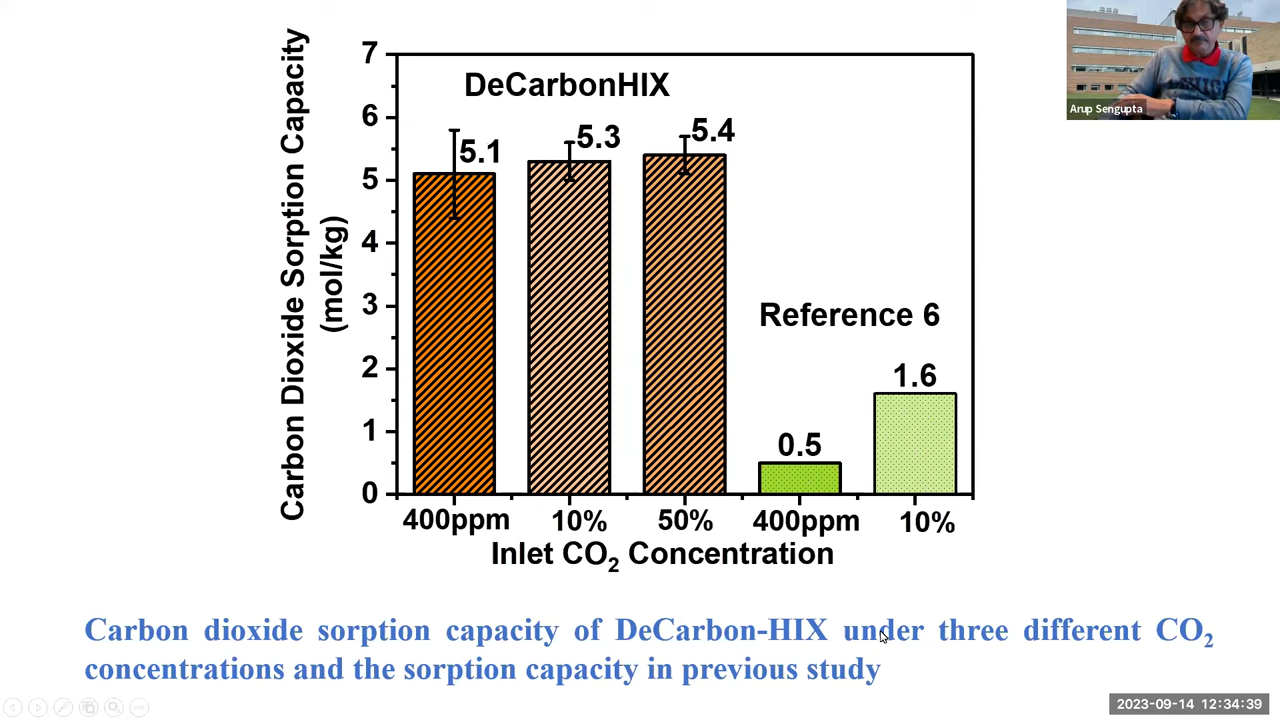 Carbon Dioxide Sorption Capacity
(mol/kg)
7
6
5
4
3
2
1
0
DeCarbonHIX
5.1
5.3
5.4
Reference 6
0.5
1.6
400ppm 10% 50% 400ppm 10%
Inlet CO₂ Concentration
Arup Sengupta
Carbon dioxide sorption capacity of DeCarbon-HIX under three different CO₂
concentrations and the sorption capacity in previous study
2023-09-14 12:34:39